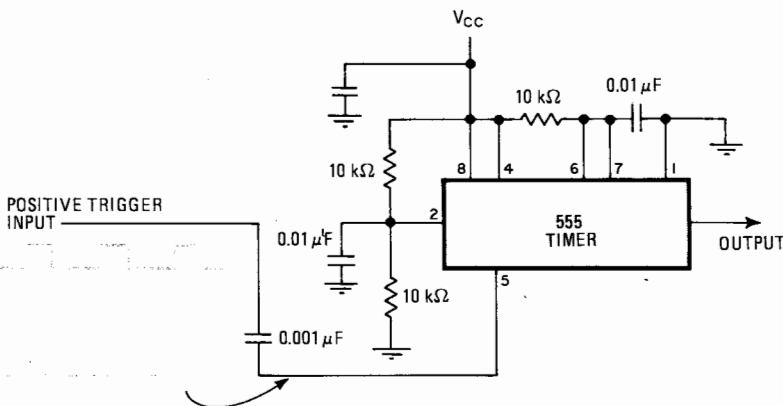 VCC
10 kΩ
0.01 μF
10 kΩ
8
4
6
7
1
POSITIVE TRIGGER
INPUT
2
555
TIMER
OUTPUT
0.01 μF
5
10 kΩ
0.001 μF